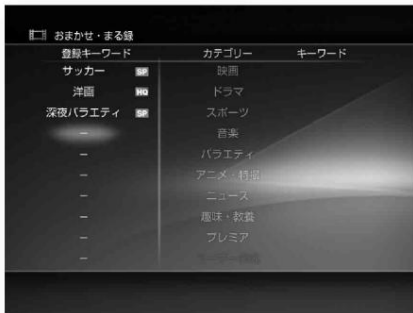 おまかせ・まる録
登録キーワード カテゴリー キーワード
サッカー SP 映画
洋画 HQ ドラマ
深夜バラエティ SP スポーツ
– 音楽
– バラエティ
– アニメ・特撮
– ニュース
– 趣味・教養
– プレミア
–